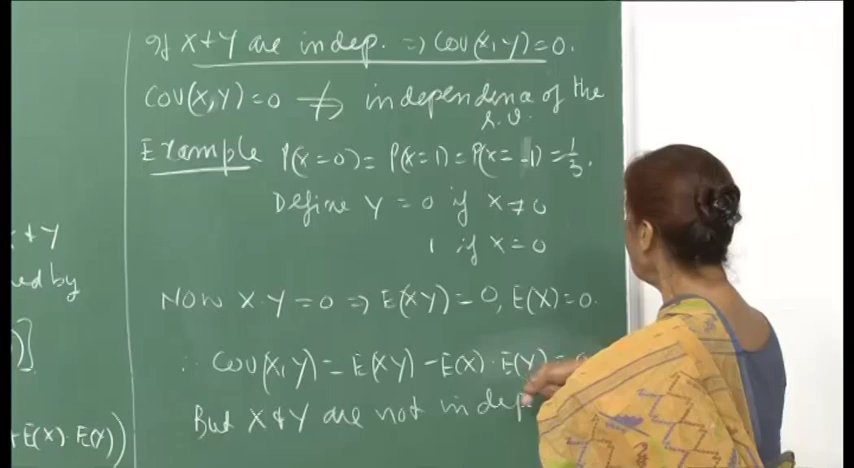 If X + Y are indep. ⇒ Cov(X,Y) = 0.
Cov(X,Y) = 0 ⇏ independence of the
r.v.
Example P(X=0) = P(X=1) = P(X=-1) = 1/3.
Define Y = 0 if X ≠ 0
1 if X = 0
Now X.Y = 0 ⇒ E(XY) = 0, E(X) = 0.
∴ Cov(X,Y) = E(XY) - E(X). E(Y) =
But X & Y are not indep
+ Y
by
)]
+E(X).E(X))